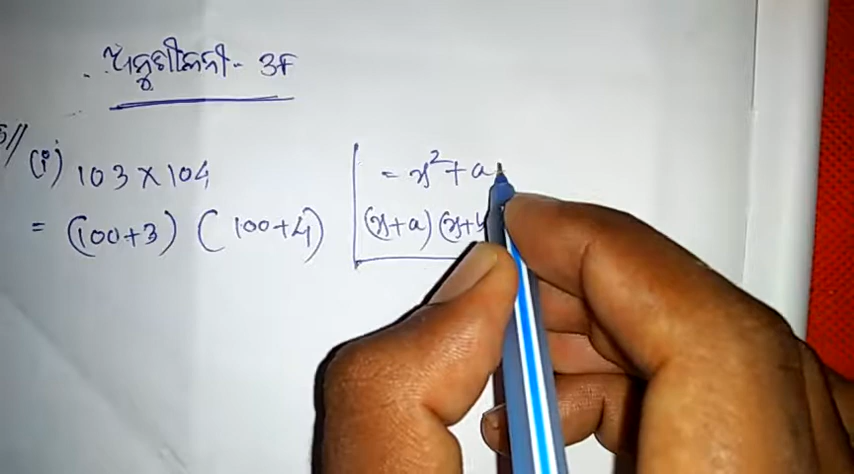 ଅନୁଶୀଳନୀ - 3F
5// (i) 103 × 104
= (100+3) (100+4)
= x² + a
(x+a) (x+